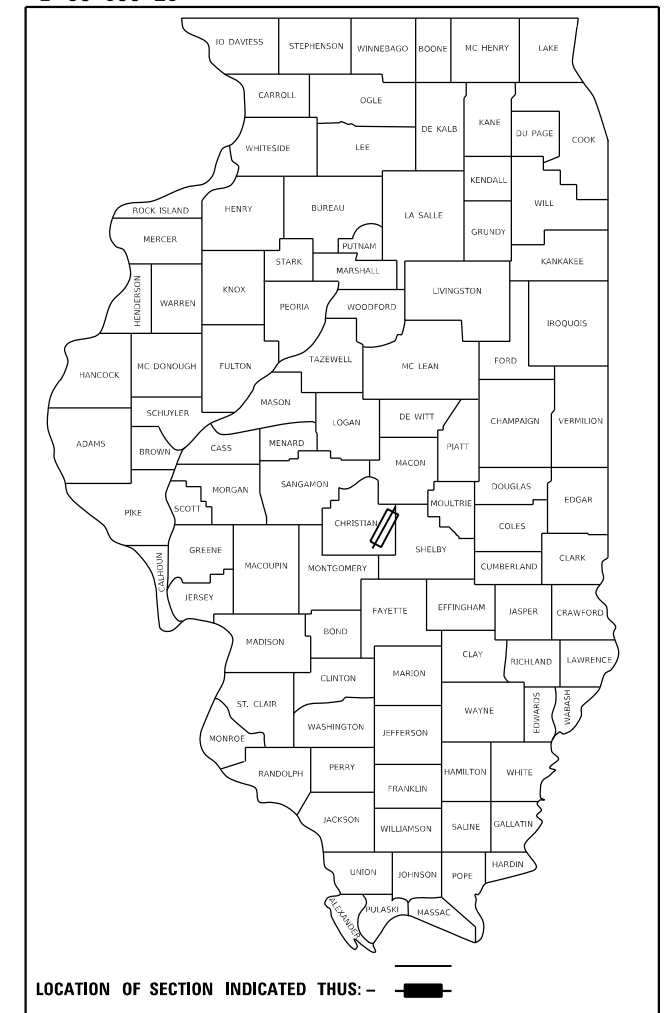 JO DAVIESS STEPHENSON WINNEBAGO BOONE MC HENRY LAKE
CARROLL OGLE
DE KALB KANE DU PAGE COOK
WHITESIDE LEE
KENDALL
ROCK ISLAND HENRY BUREAU LA SALLE WILL
MERCER PUTNAM GRUNDY
STARK MARSHALL KANKAKEE
HENDERSON WARREN KNOX PEORIA WOODFORD LIVINGSTON
IROQUOIS
HANCOCK MC DONOUGH FULTON TAZEWELL MC LEAN FORD
SCHUYLER MASON LOGAN DE WITT CHAMPAIGN VERMILION
ADAMS BROWN CASS MENARD PIATT
MACON
PIKE SCOTT MORGAN SANGAMON MOULTRIE DOUGLAS EDGAR
CHRISTIAN COLES
CALHOUN GREENE MACOUPIN MONTGOMERY SHELBY CUMBERLAND CLARK
JERSEY FAYETTE EFFINGHAM JASPER CRAWFORD
MADISON BOND
CLINTON MARION CLAY RICHLAND LAWRENCE
ST. CLAIR WAYNE EDWARDS WABASH
MONROE WASHINGTON JEFFERSON
RANDOLPH PERRY HAMILTON WHITE
FRANKLIN
JACKSON WILLIAMSON SALINE GALLATIN
UNION JOHNSON POPE HARDIN
ALEXANDER PULASKI MASSAC
LOCATION OF SECTION INDICATED THUS: –